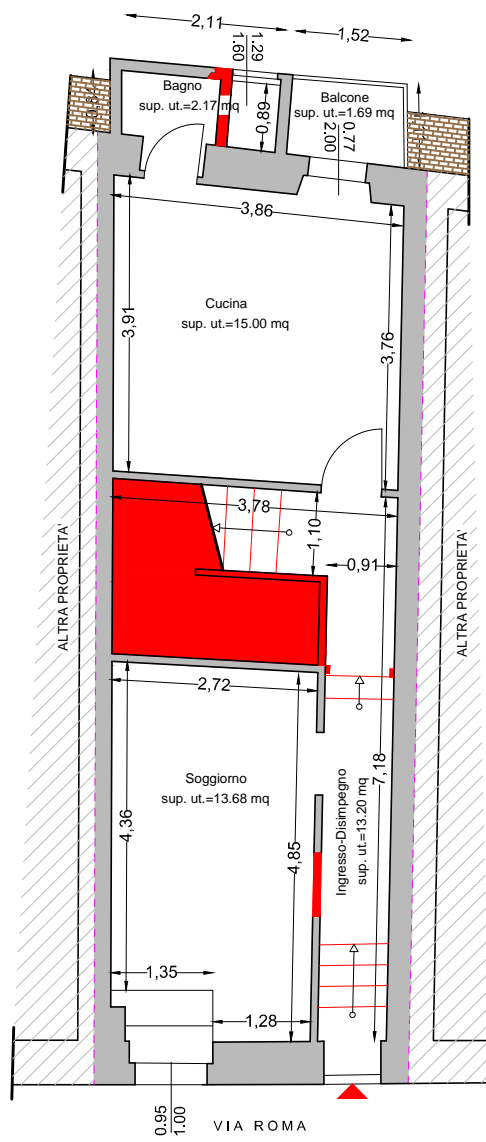 2,11
1,52
1.29
1.60
Bagno
sup. ut.=2.17 mq
0,89
Balcone
sup. ut.=1.69 mq
0.77
2.00
3,86
3,91
Cucina
sup. ut.=15.00 mq
3,76
3,78
1,10
0,91
ALTRA PROPRIETA'
ALTRA PROPRIETA'
2,72
7,18
Soggiorno
sup. ut.=13.68 mq
Ingresso-Disimpegno
sup. ut.=13.20 mq
4,36
4,85
1,35
1,28
0.95
1.00
VIA ROMA